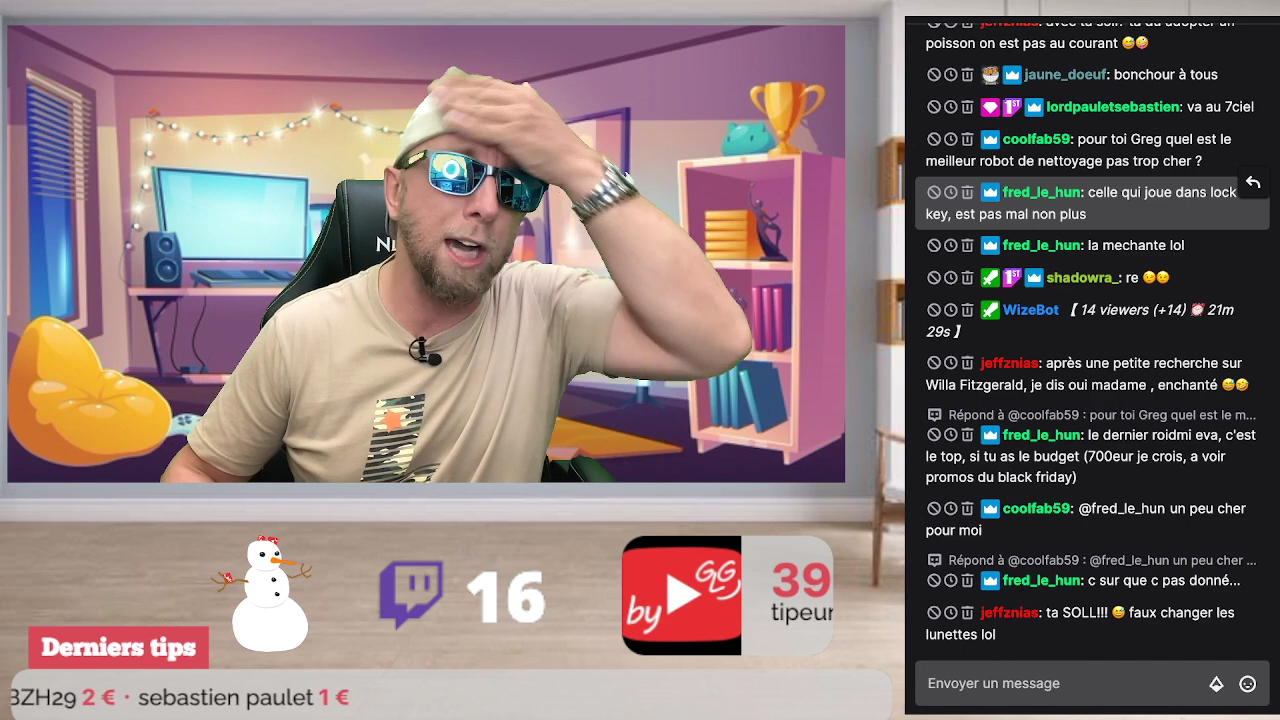 poisson on est pas au courant 😅🤪
jaune_doeuf: bonchour à tous
1ST lordpauletsebastien: va au 7ciel
coolfab59: pour toi Greg quel est le
meilleur robot de nettoyage pas trop cher ?
fred_le_hun: celle qui joue dans lock
key, est pas mal non plus
fred_le_hun: la mechante lol
1ST shadowra_: re
WizeBot 【 14 viewers (+14) ⏰ 21m
29s 】
jeffznias: après une petite recherche sur
Willa Fitzgerald, je dis oui madame , enchanté 😅🤣
Répond à @coolfab59 : pour toi Greg quel est le m...
fred_le_hun: le dernier roidmi eva, c'est
le top, si tu as le budget (700eur je crois, a voir
promos du black friday)
coolfab59: @fred_le_hun un peu cher
pour moi
Répond à @coolfab59 : @fred_le_hun un peu cher ...
fred_le_hun: c sur que c pas donné...
jeffznias: ta SOLL!!! 😅 faux changer les
lunettes lol
Envoyer un message
16
by GG
39
tipeur
Derniers tips
BZH29 2 € · sebastien paulet 1 €